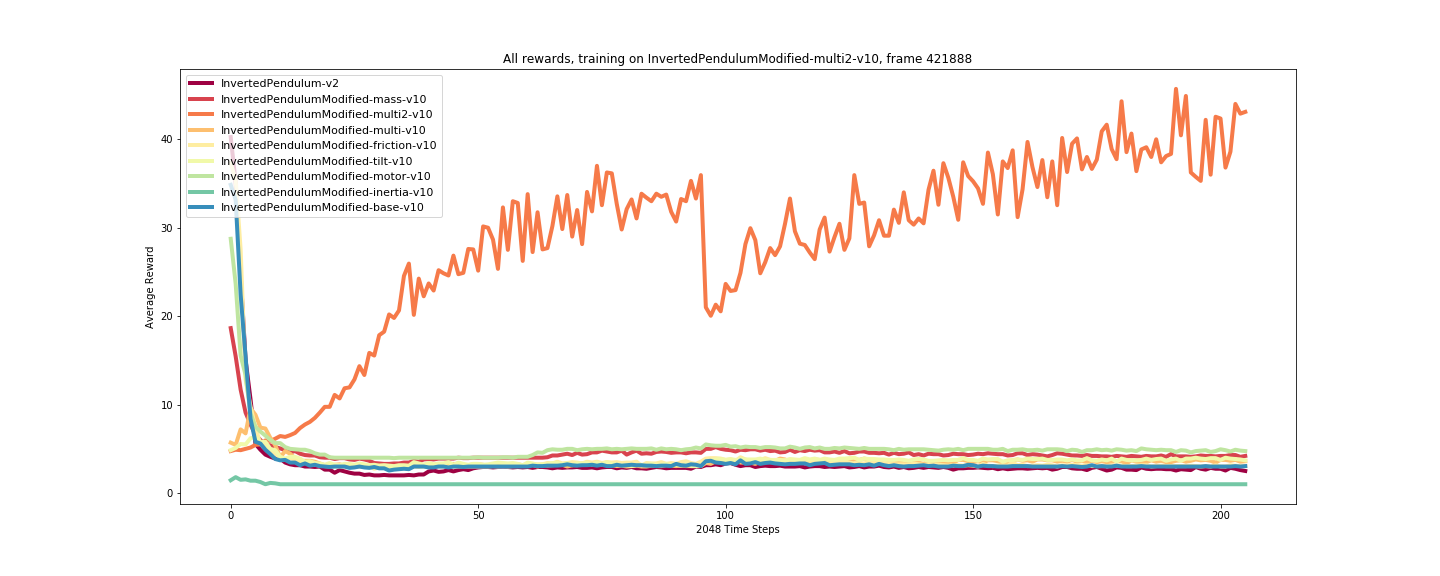 All rewards, training on InvertedPendulumModified-multi2-v10, frame 421888
InvertedPendulum-v2
InvertedPendulumModified-mass-v10
InvertedPendulumModified-multi2-v10
InvertedPendulumModified-multi-v10
InvertedPendulumModified-friction-v10
InvertedPendulumModified-tilt-v10
InvertedPendulumModified-motor-v10
InvertedPendulumModified-inertia-v10
InvertedPendulumModified-base-v10
Average Reward
40
30
20
10
0
0 50 100 150 200
2048 Time Steps